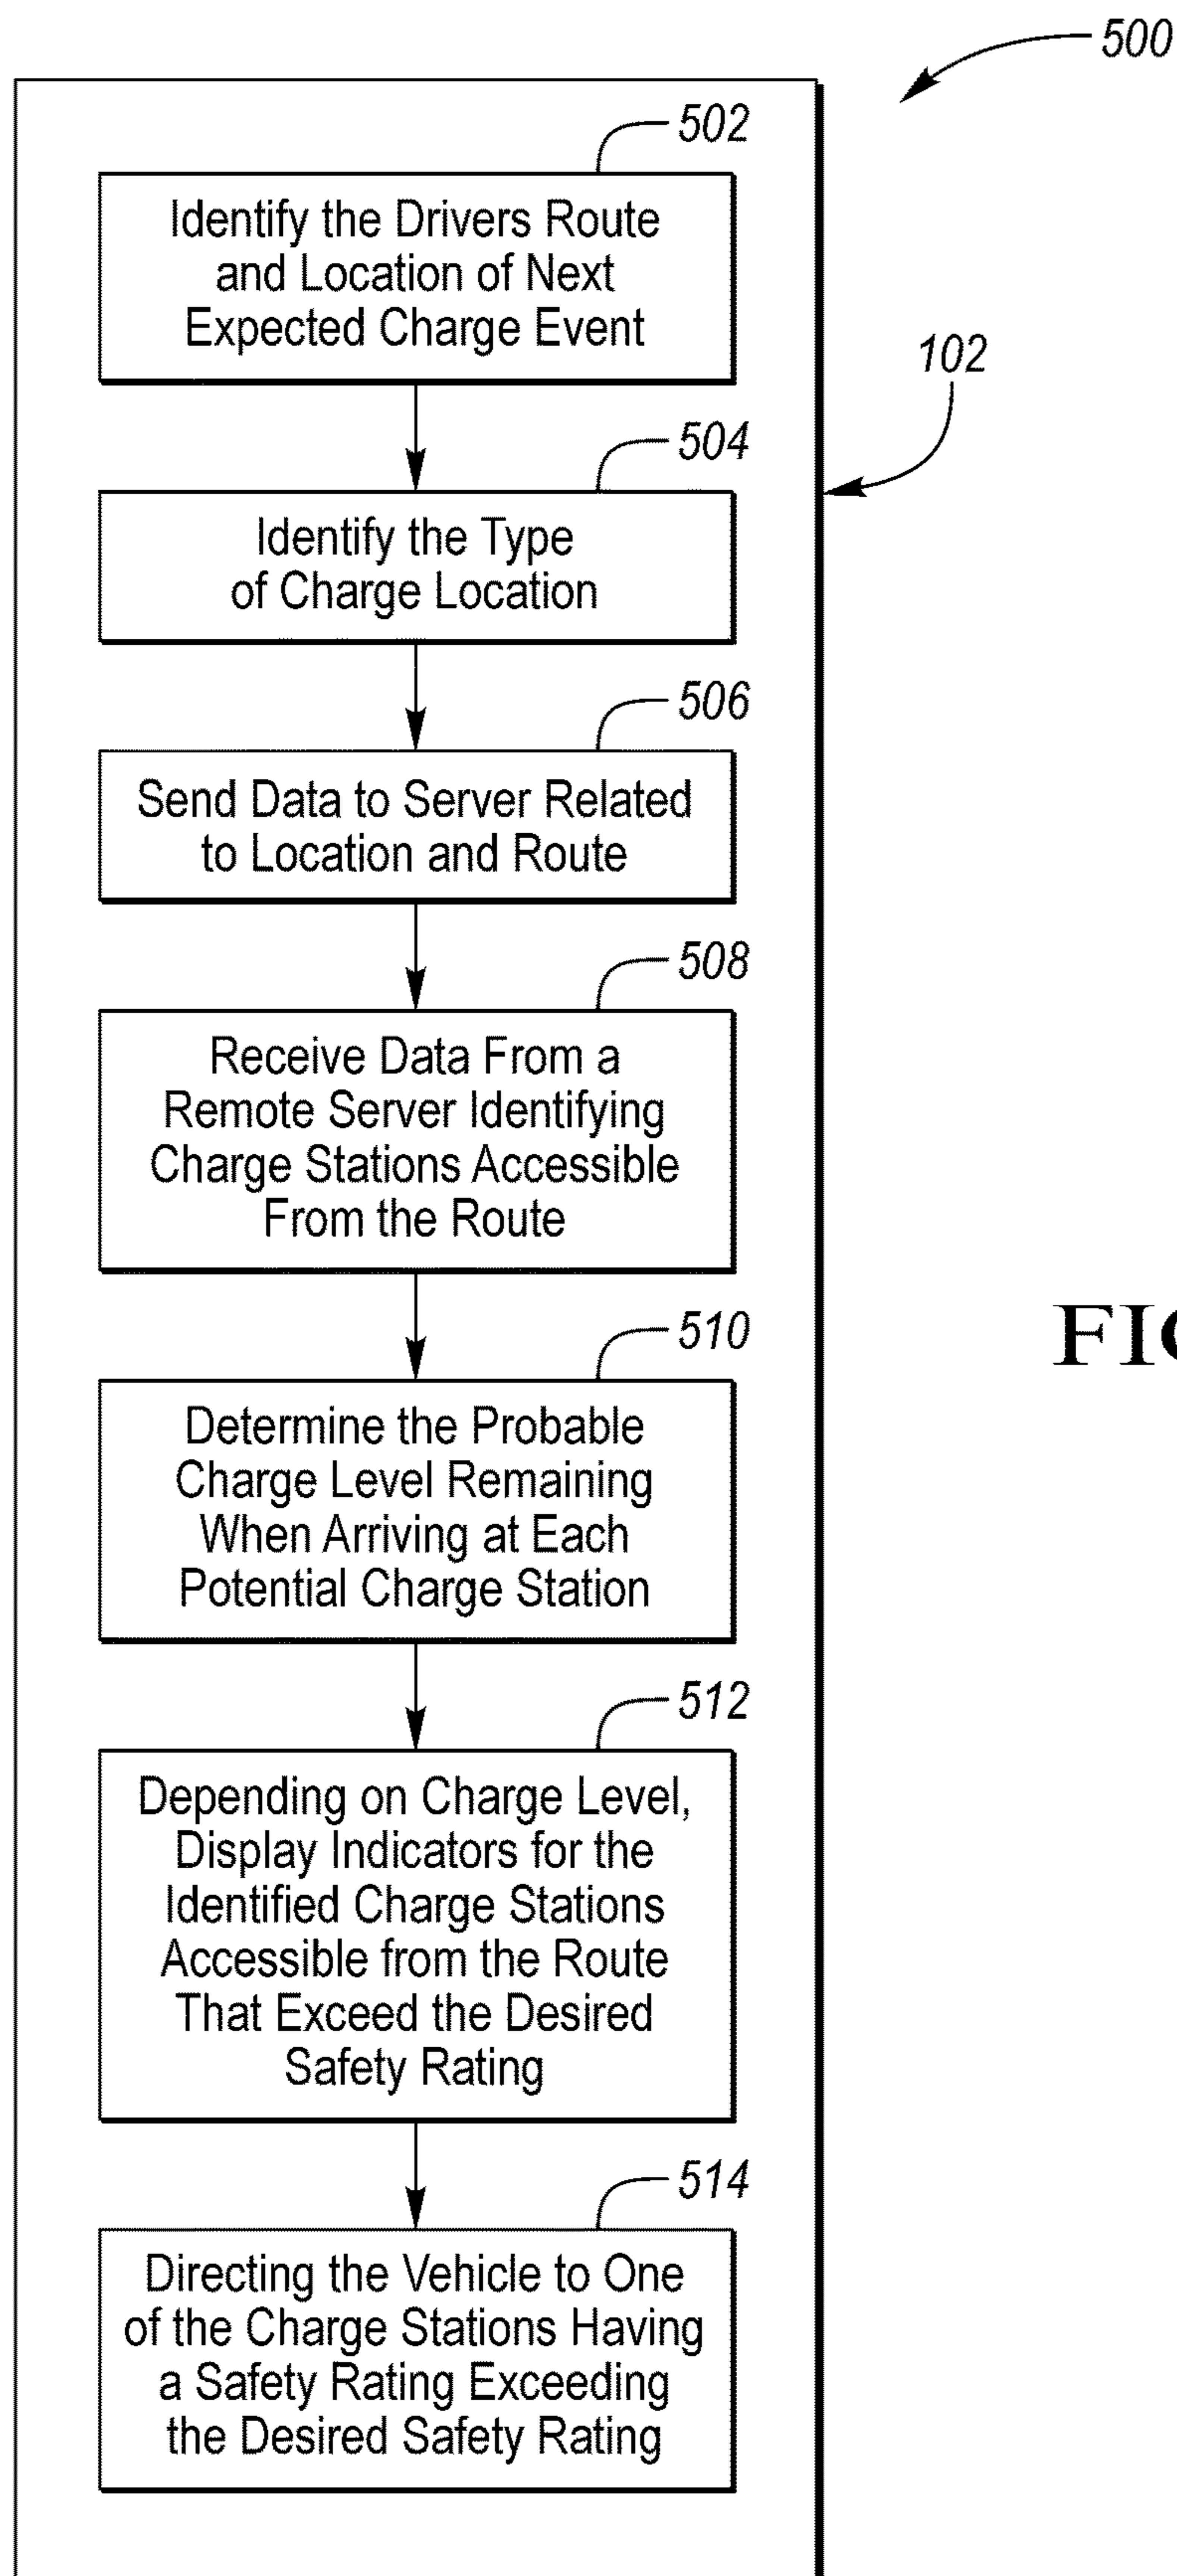 500
502
Identify the Drivers Route
and Location of Next
Expected Charge Event
102
504
Identify the Type
of Charge Location
506
Send Data to Server Related
to Location and Route
508
Receive Data From a
Remote Server Identifying
Charge Stations Accessible
From the Route
510
Determine the Probable
Charge Level Remaining
When Arriving at Each
Potential Charge Station
512
Depending on Charge Level,
Display Indicators for the
Identified Charge Stations
Accessible from the Route
That Exceed the Desired
Safety Rating
514
Directing the Vehicle to One
of the Charge Stations Having
a Safety Rating Exceeding
the Desired Safety Rating